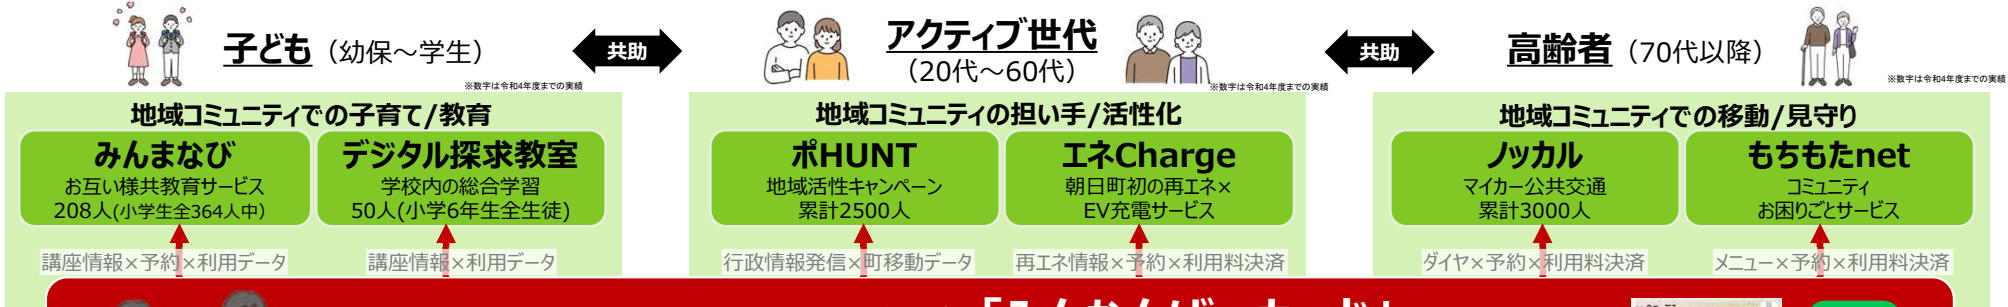 子ども（幼保～学生）
共助
アクティブ世代
（20代～60代）
共助
高齢者（70代以降）
※数字は令和4年度までの実績
※数字は令和4年度までの実績
※数字は令和4年度までの実績
地域コミュニティでの子育て/教育
みんまなび
お互い様共教育サービス
208人(小学生全364人中)
デジタル探求教室
学校内の総合学習
50人(小学6年生全生徒)
講座情報×予約×利用データ
講座情報×利用データ
地域コミュニティの担い手/活性化
ポHUNT
地域活性キャンペーン
累計2500人
エネCharge
朝日町初の再エネ×
EV充電サービス
行政情報発信×町移動データ
再エネ情報×予約×利用料決済
地域コミュニティでの移動/見守り
ノッカル
マイカー公共交通
累計3000人
もちもたnet
コミュニティ
お困りごとサービス
ダイヤ×予約×利用料決済
メニュー×予約×利用料決済